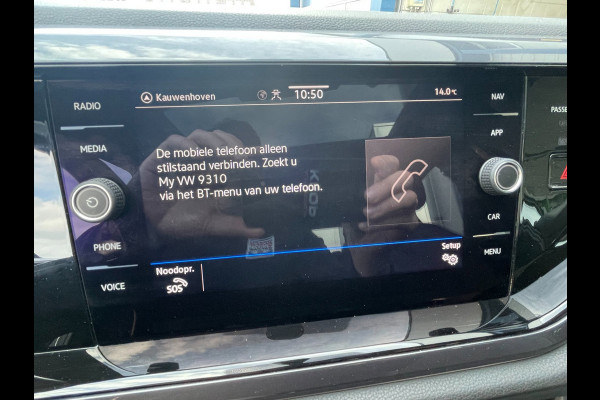 RADIO
MEDIA
PHONE
VOICE
Kauwenhoven
10:50
14.0°C
De mobiele telefoon alleen
stilstaand verbinden. Zoekt u
My VW 9310
via het BT-menu van uw telefoon.
Noodopr.
SOS
Setup
NAV
APP
CAR
MENU
PASSE